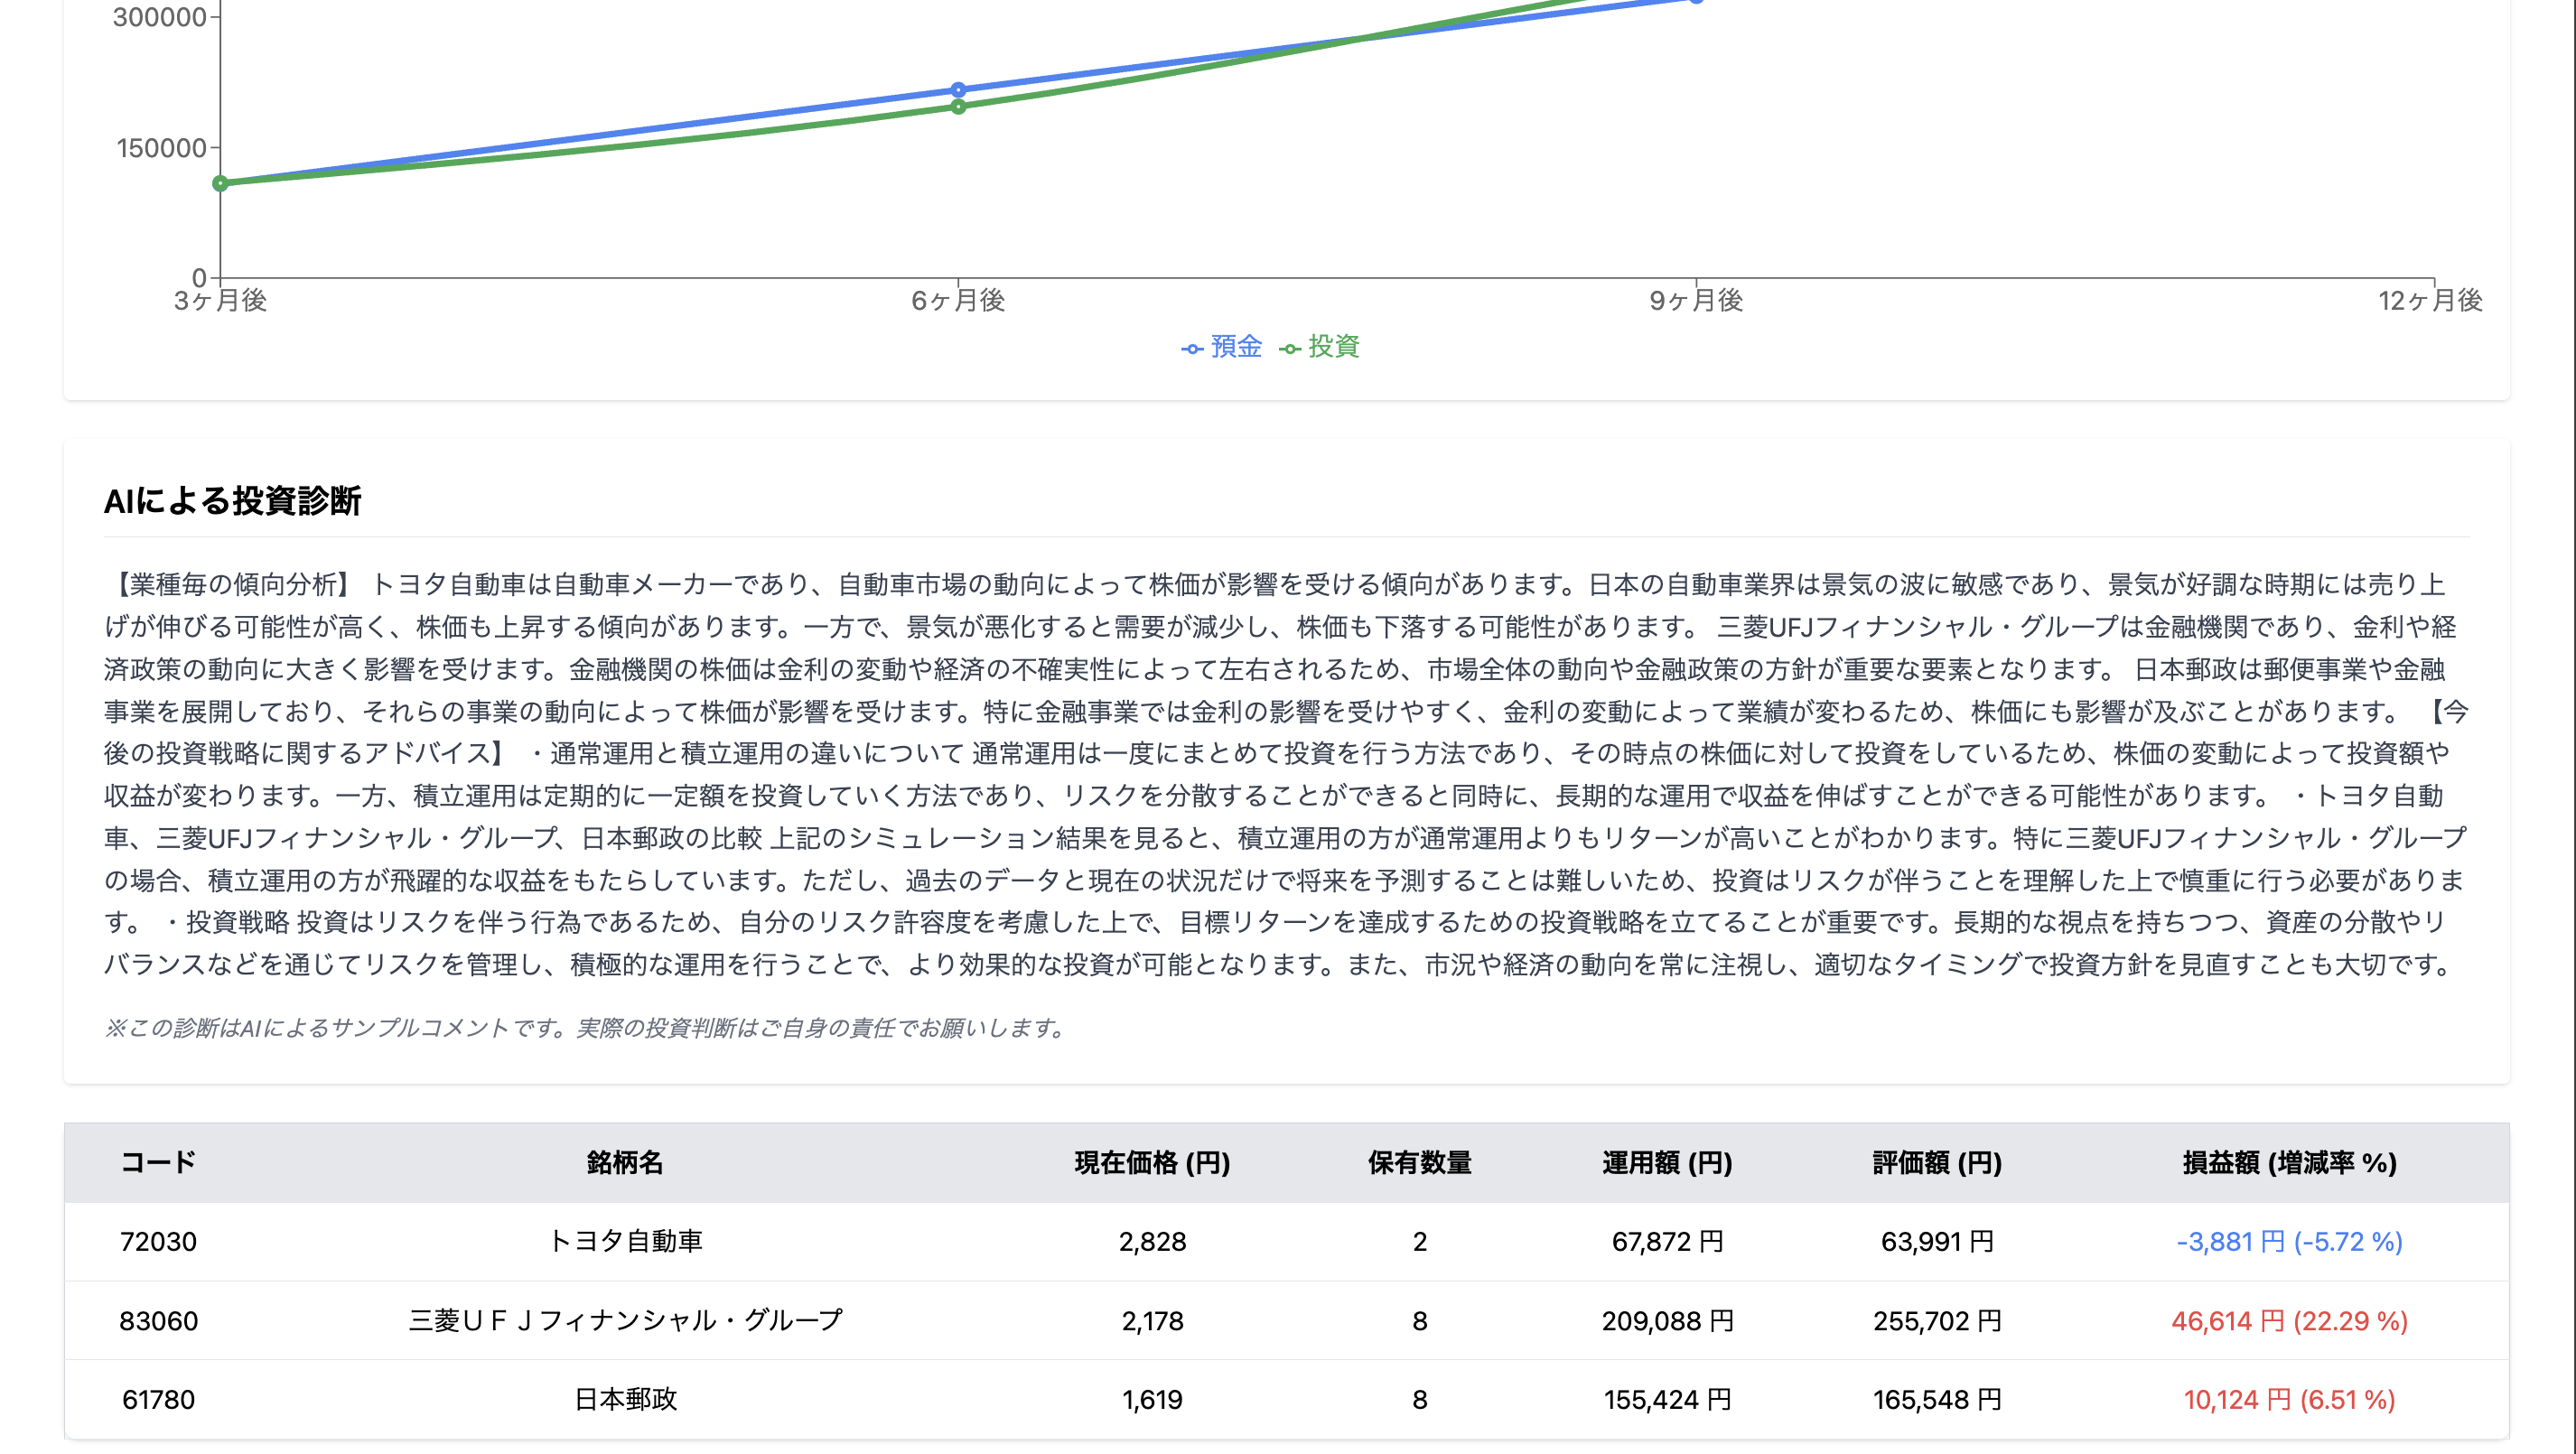 300000
150000
0
3ヶ月後 6ヶ月後 9ヶ月後 12ヶ月後
預金 投資
AIによる投資診断
【業種毎の傾向分析】 トヨタ自動車は自動車メーカーであり、自動車市場の動向によって株価が影響を受ける傾向があります。日本の自動車業界は景気の波に敏感であり、景気が好調な時期には売り上
げが伸びる可能性が高く、株価も上昇する傾向があります。一方で、景気が悪化すると需要が減少し、株価も下落する可能性があります。 三菱UFJフィナンシャル・グループは金融機関であり、金利や経
済政策の動向に大きく影響を受けます。金融機関の株価は金利の変動や経済の不確実性によって左右されるため、市場全体の動向や金融政策の方針が重要な要素となります。 日本郵政は郵便事業や金融
事業を展開しており、それらの事業の動向によって株価が影響を受けます。特に金融事業では金利の影響を受けやすく、金利の変動によって業績が変わるため、株価にも影響が及ぶことがあります。 【今
後の投資戦略に関するアドバイス】 ・通常運用と積立運用の違いについて 通常運用は一度にまとめて投資を行う方法であり、その時点の株価に対して投資をしているため、株価の変動によって投資額や
収益が変わります。一方、積立運用は定期的に一定額を投資していく方法であり、リスクを分散することができると同時に、長期的な運用で収益を伸ばすことができる可能性があります。 ・トヨタ自動
車、三菱UFJフィナンシャル・グループ、日本郵政の比較 上記のシミュレーション結果を見ると、積立運用の方が通常運用よりもリターンが高いことがわかります。特に三菱UFJフィナンシャル・グループ
の場合、積立運用の方が飛躍的な収益をもたらしています。ただし、過去のデータと現在の状況だけで将来を予測することは難しいため、投資はリスクが伴うことを理解した上で慎重に行う必要がありま
す。 ・投資戦略 投資はリスクを伴う行為であるため、自分のリスク許容度を考慮した上で、目標リターンを達成するための投資戦略を立てることが重要です。長期的な視点を持ちつつ、資産の分散やリ
バランスなどを通じてリスクを管理し、積極的な運用を行うことで、より効果的な投資が可能となります。また、市況や経済の動向を常に注視し、適切なタイミングで投資方針を見直すことも大切です。
※この診断はAIによるサンプルコメントです。実際の投資判断はご自身の責任でお願いします。
コード 銘柄名 現在価格 (円) 保有数量 運用額 (円) 評価額 (円) 損益額 (増減率 %)
72030 トヨタ自動車 2,828 2 67,872 円 63,991 円 -3,881 円 (-5.72 %)
83060 三菱ＵＦＪフィナンシャル・グループ 2,178 8 209,088 円 255,702 円 46,614 円 (22.29 %)
61780 日本郵政 1,619 8 155,424 円 165,548 円 10,124 円 (6.51 %)